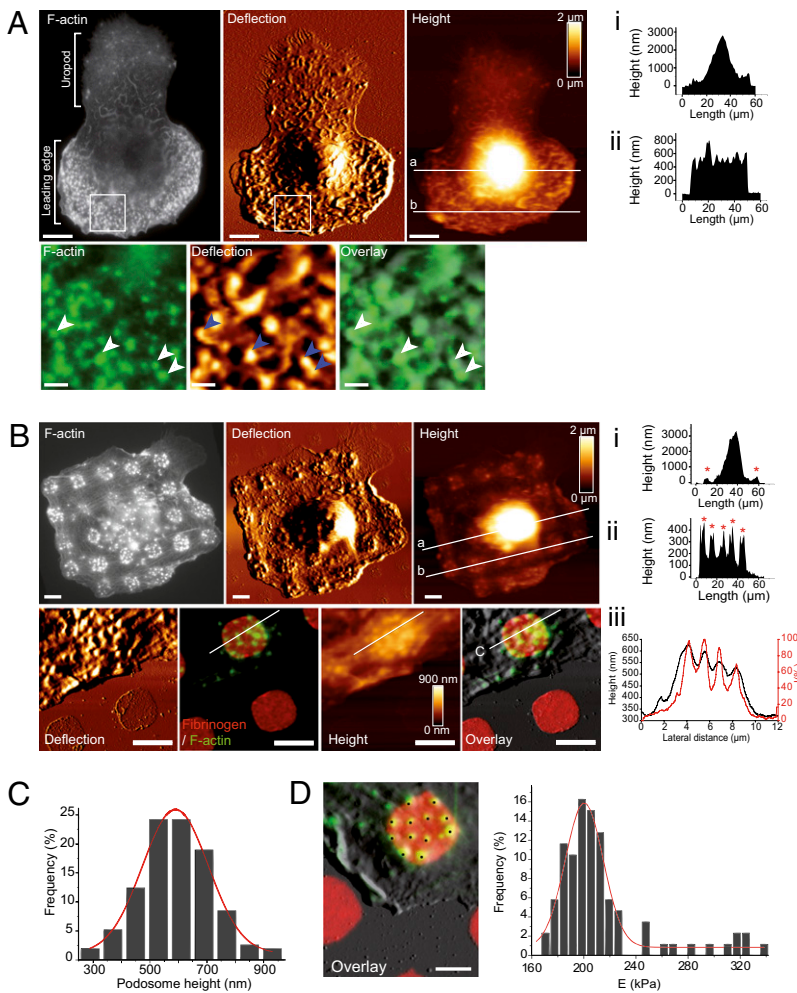 A
F-actin
Deflection
Height
2 µm
0 µm
Uropod
Leading edge
a
b
i
Height (nm)
3000
2000
1000
0
0 20 40 60
Length (µm)
ii
Height (nm)
800
600
400
200
0
0 20 40 60
Length (µm)
F-actin
Deflection
Overlay
B
F-actin
Deflection
Height
2 µm
0 µm
a
b
i
Height (nm)
3000
2000
1000
0
* *
0 20 40 60
Length (µm)
ii
Height (nm)
400
300
200
100
0
* * * * *
0 20 40 60
Length (µm)
Deflection
Fibrinogen
/ F-actin
Height
900 nm
0 nm
C
Overlay
iii
Height (nm)
650
600
550
500
450
400
350
300
100
80
60
40
20
0
(%)
0 2 4 6 8 10 12
Lateral distance (µm)
C
Frequency (%)
25
20
15
10
5
0
300 500 700 900
Podosome height (nm)
D
Overlay
Frequency (%)
16
14
12
10
8
6
4
2
0
160 200 240 280 320
E (kPa)